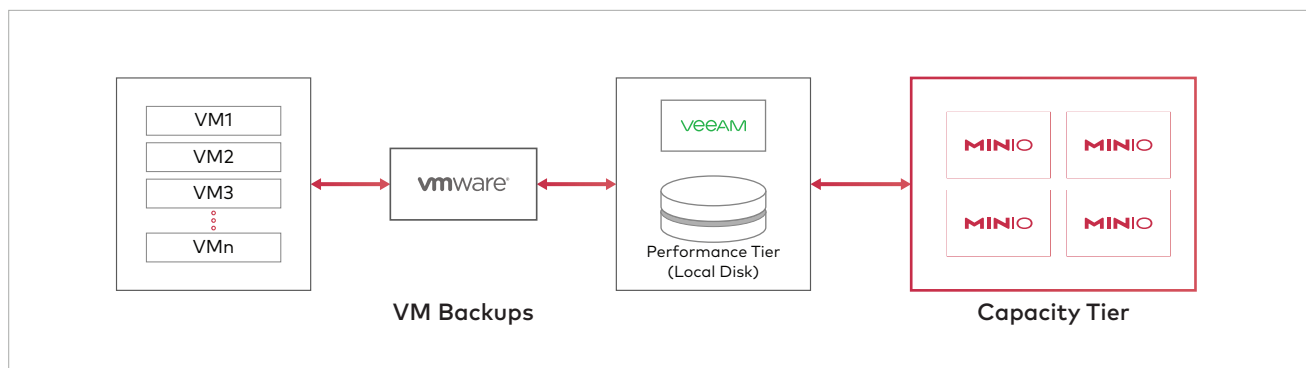 VM1
VM2
VM3
VMn
vmware®
VeeAM
Performance Tier
(Local Disk)
MINIO
MINIO
MINIO
MINIO
VM Backups
Capacity Tier